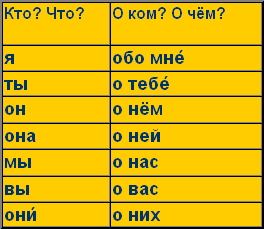 Кто? Что? О ком? О чём?
я обо мне́
ты о тебе́
он о нём
она о ней
мы о нас
вы о вас
они́ о них